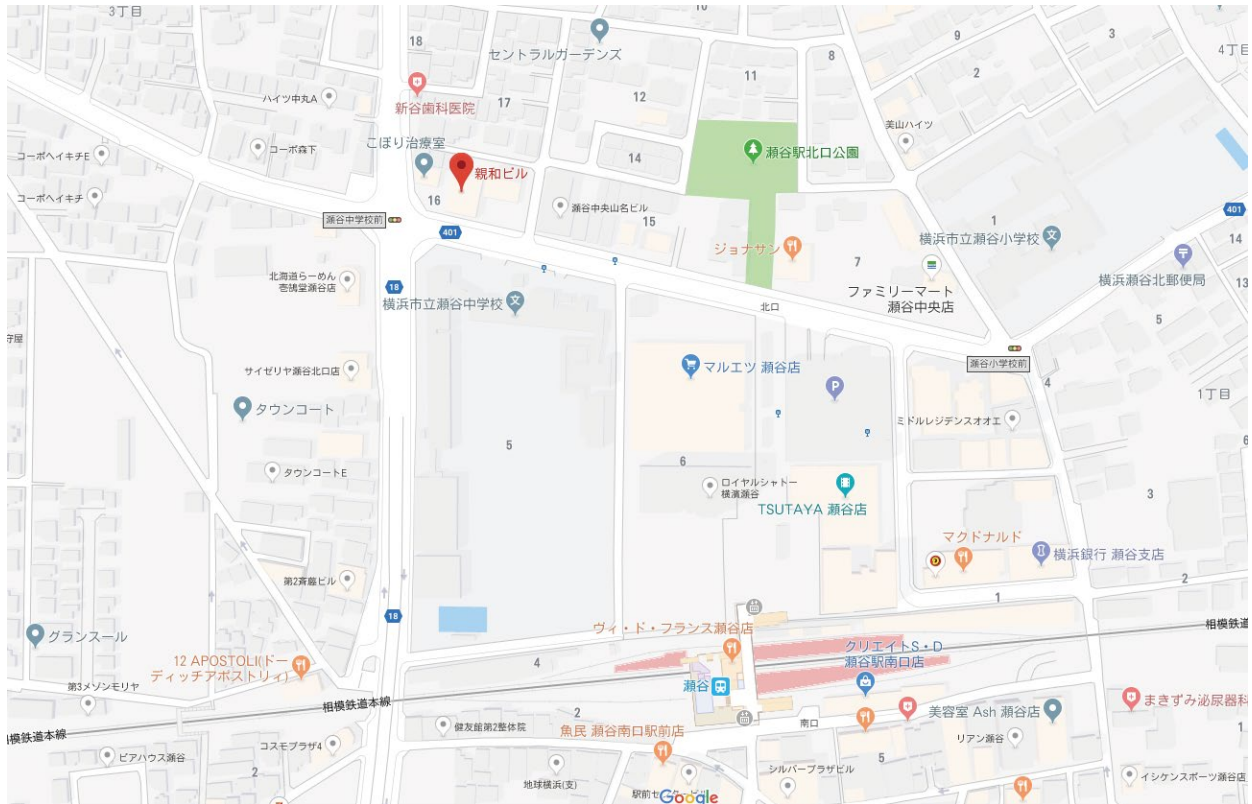 3丁目
10
セントラルガーデンズ
18
11
8
9
3
2
4丁目
新谷歯科医院
17
12
ハイツ中丸A
コーポヘイキチE
コーポ森下
こぼり治療室
14
瀬谷駅北口公園
美山ハイツ
親和ビル
コーポヘイキチ
16
瀬谷中学校前
401
瀬谷中央山名ビル
15
1
401
横浜市立瀬谷小学校
14
ジョナサン
7
横浜瀬谷北郵便局
13
北海道らーめん
壱鵠堂瀬谷店
18
横浜市立瀬谷中学校
ファミリーマート
瀬谷中央店
北口
5
守屋
瀬谷小学校前
サイゼリヤ瀬谷北口店
マルエツ 瀬谷店
P
4
1丁目
タウンコート
ミドルレジデンスオオエ
5
6
6
タウンコートE
ロイヤルシャトー
横濱瀬谷
TSUTAYA 瀬谷店
3
マクドナルド
横浜銀行 瀬谷支店
第2斉藤ビル
2
1
18
グランスール
ヴィ・ド・フランス瀬谷店
相模鉄道
12 APOSTOLI(ドー
ディッチアポストリィ)
4
クリエイトS・D
瀬谷駅南口店
瀬谷
第3メゾンモリヤ
相模鉄道本線
まきずみ泌尿器科
美容室 Ash 瀬谷店
2
南口
健友館第2整体院
相模鉄道本線
魚民 瀬谷南口駅前店
リアン瀬谷
1
ピアハウス瀬谷
コスモプラザ4
5
2
地球横浜(支)
シルバープラザビル
イシケンスポーツ瀬谷店
Google